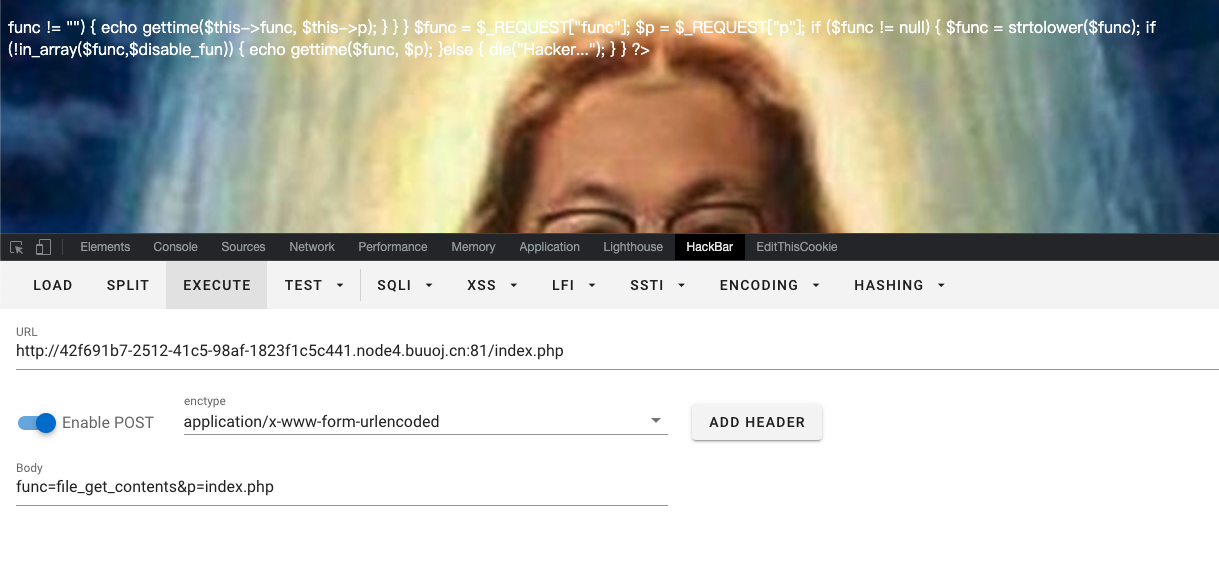 func != "") { echo gettime($this->func, $this->p); } } } $func = $_REQUEST["func"]; $p = $_REQUEST["p"]; if ($func != null) { $func = strtolower($func); if
(!in_array($func,$disable_fun)) { echo gettime($func, $p); }else { die("Hacker..."); } } ?>
Elements Console Sources Network Performance Memory Application Lighthouse HackBar EditThisCookie
LOAD SPLIT EXECUTE TEST SQLI XSS LFI SSTI ENCODING HASHING
URL
http://42f691b7-2512-41c5-98af-1823f1c5c441.node4.buuoj.cn:81/index.php
enctype
Enable POST application/x-www-form-urlencoded ADD HEADER
Body
func=file_get_contents&p=index.php